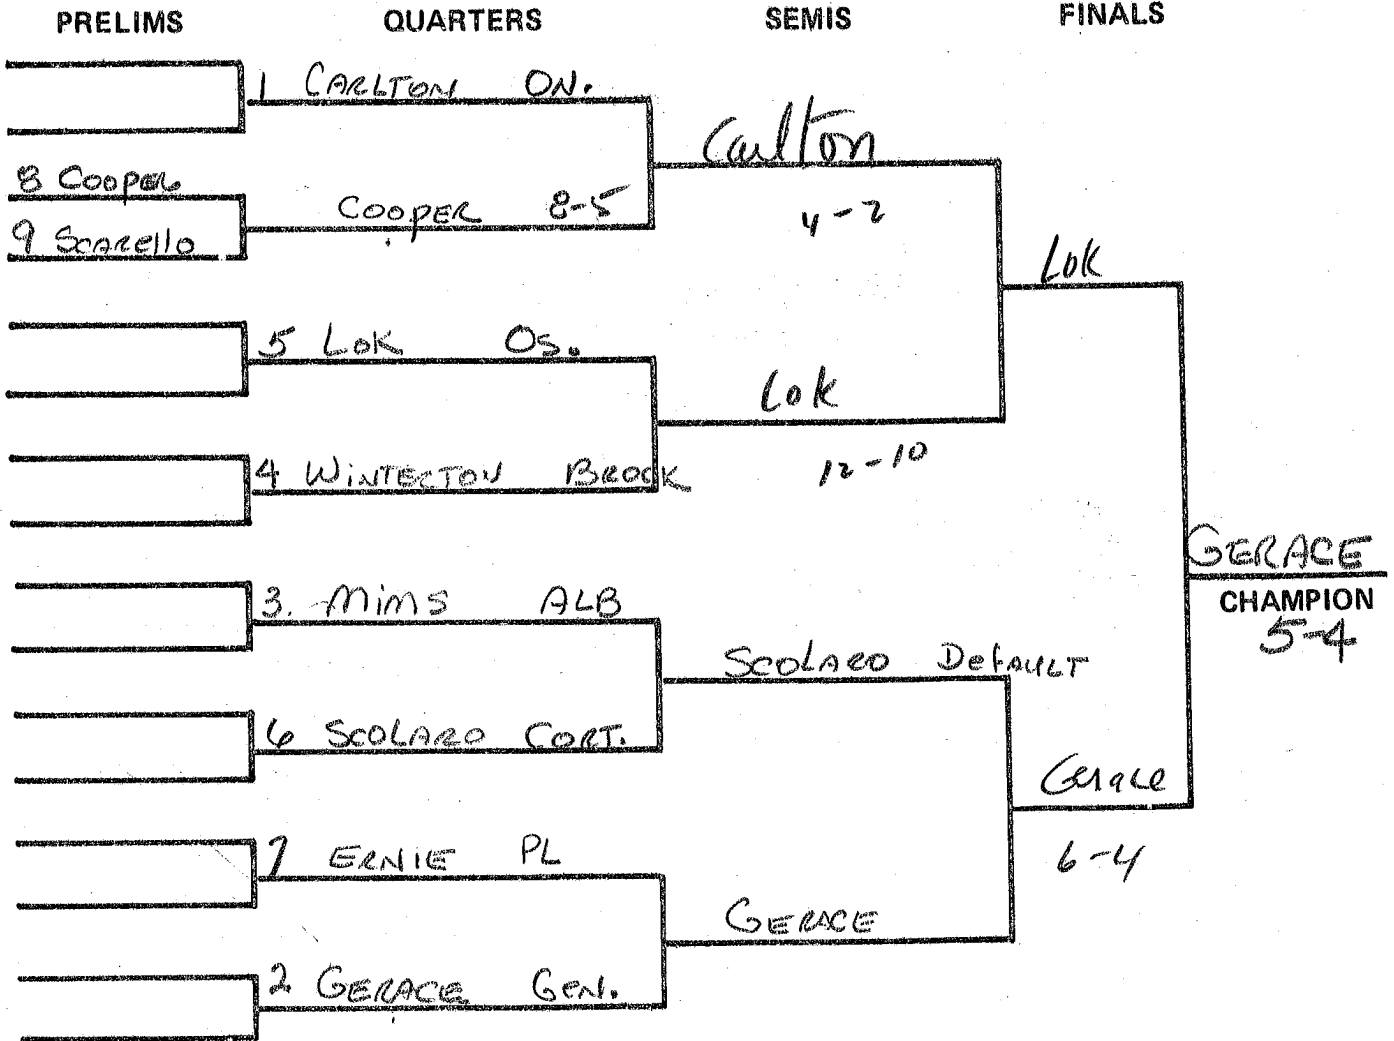 PRELIMS QUARTERS SEMIS FINALS
1 CARLTON ON.
Carlton
8 COOPER
COOPER 8-5
4-2
9 SCARELLO
LOK
5 LOK OS.
LOK
4 WINTERTON BROCK
12-10
GERACE
3. MIMS ALB
CHAMPION
5-4
SCOLARO DEFAULT
6 SCOLARO CORT.
Gerace
7 ERNIE PL
6-4
GERACE
2 GERACE GEN.